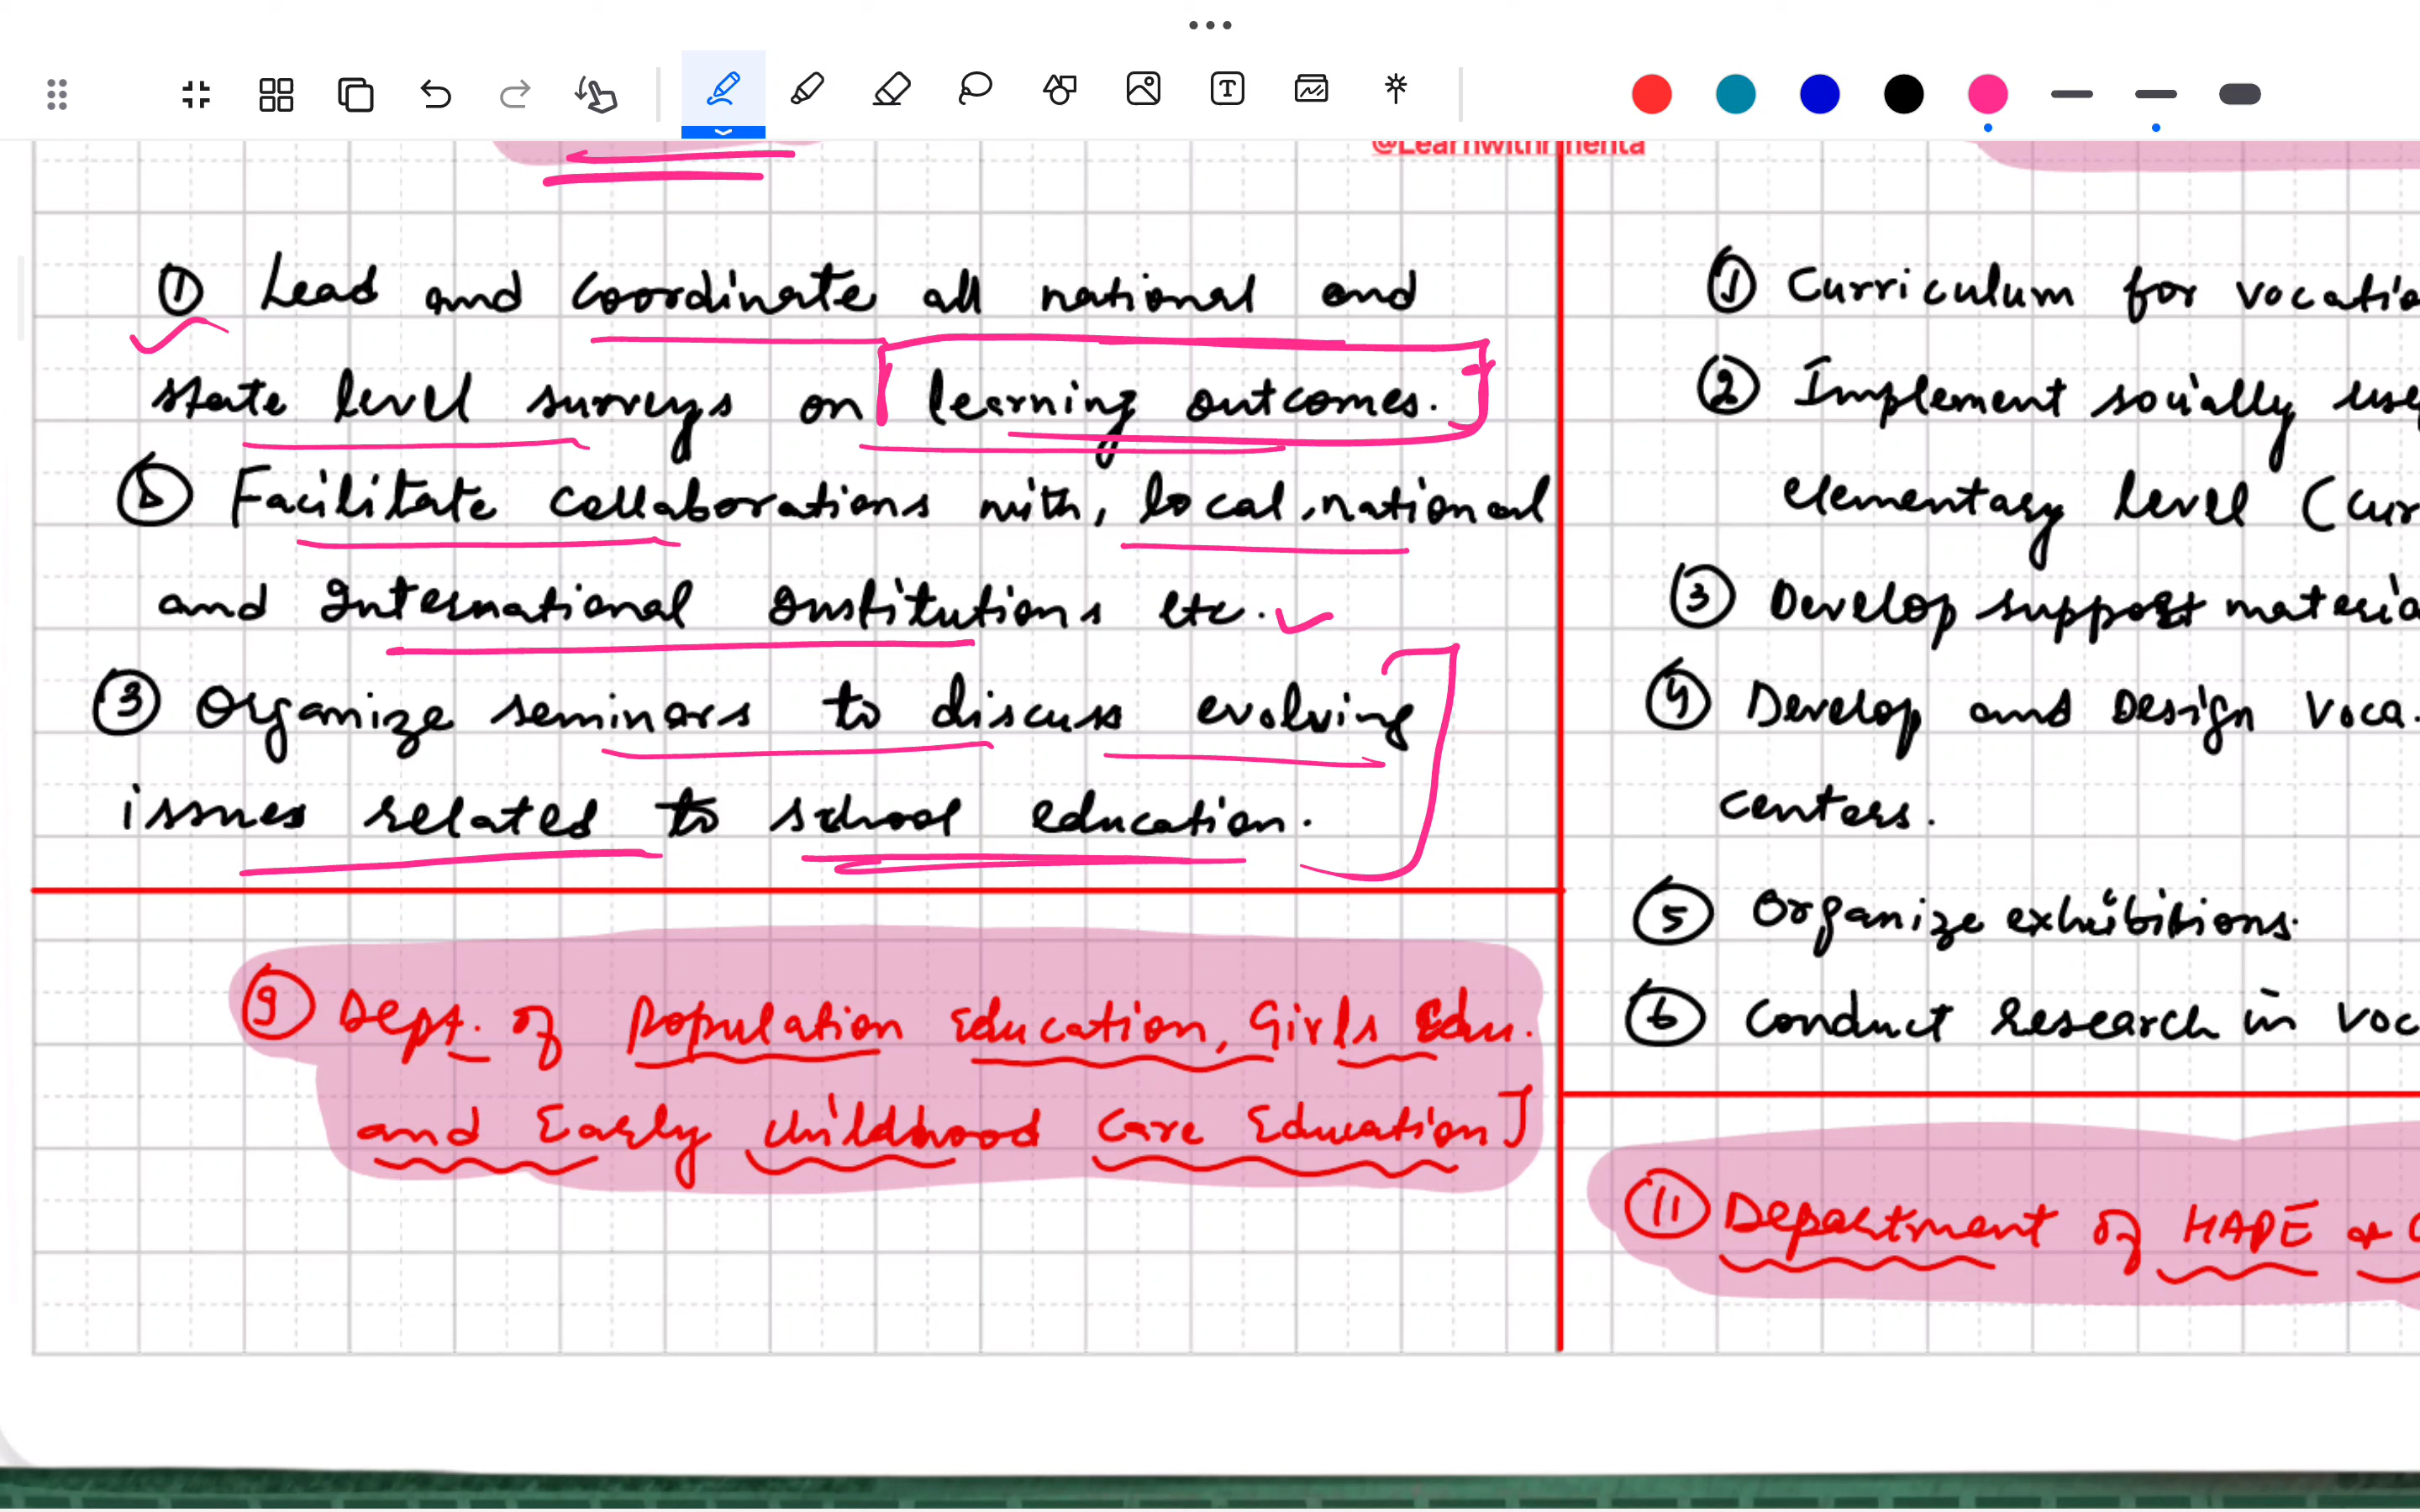 ① Lead and coordinate all national and
state level surveys on learning outcomes.
② Facilitate collaborations with, local, national
and International Institutions etc.
③ Organize seminars to discuss evolving
issues related to school education.
⑨ Dept. of Population Education, Girls Edu.
and Early Childhood Care Education]
① Curriculum for vocatio
② Implement socially use
elementary level (cur
③ Develop support materia
④ Develop and Design Voca.
centers.
⑤ Organize exhibitions.
⑥ Conduct Research in Voc
⑪ Department of HAPE &